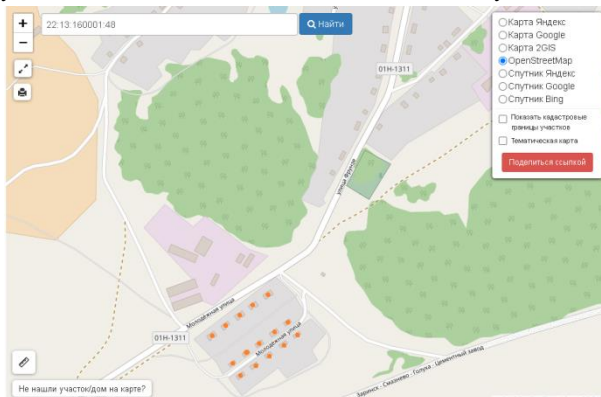 +
−
22:13:160001:48
Найти
Карта Яндекс
Карта Google
Карта 2GIS
OpenStreetMap
Спутник Яндекс
Спутник Google
Спутник Bing
Показать кадастровые
границы участков
Тематическая карта
Поделиться ссылкой
01Н-1311
улица Фрунзе
Молодёжная улица
01Н-1311
Молодёжная улица
Заринск - Смазнево - Голуха - Цементный завод
Не нашли участок/дом на карте?